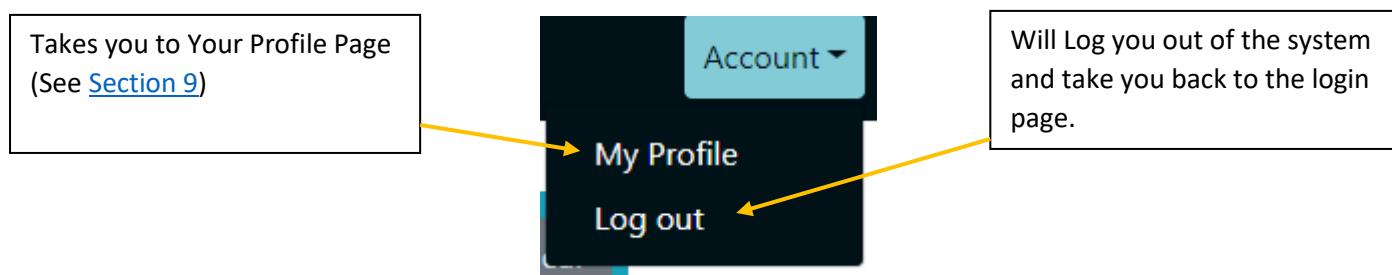 Takes you to Your Profile Page
(See Section 9)
Account
My Profile
Log out
Will Log you out of the system
and take you back to the login
page.